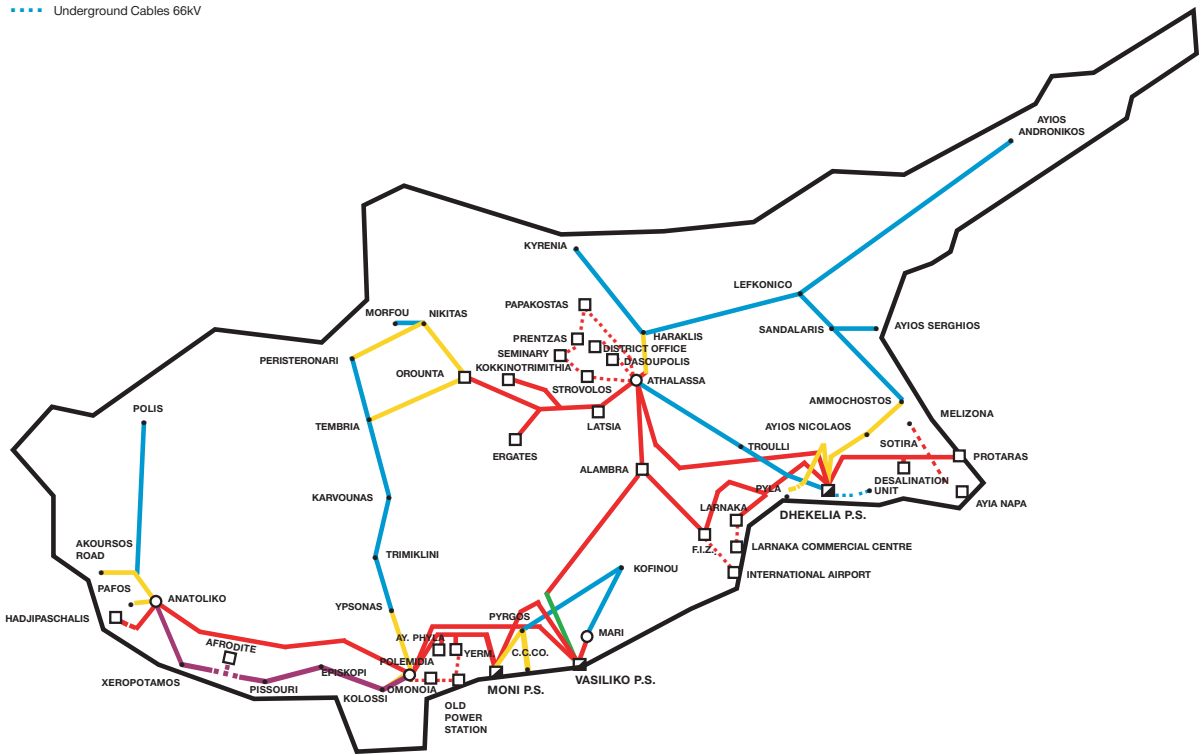 Underground Cables 66kV
AYIOS
ANDRONIKOS
KYRENIA
LEFKONICO
PAPAKOSTAS
MORFOU
NIKITAS
SANDALARIS
AYIOS SERGHIOS
PRENTZAS
HARAKLIS
DISTRICT OFFICE
SEMINARY
DASOUPOLIS
PERISTERONARI
KOKKINOTRIMITHIA
OROUNTA
ATHALASSA
STROVOLOS
AMMOCHOSTOS
POLIS
MELIZONA
TEMBRIA
LATSIA
AYIOS NICOLAOS
SOTIRA
TROULLI
ERGATES
PROTARAS
ALAMBRA
DESALINATION
UNIT
PYLA
KARVOUNAS
AYIA NAPA
LARNAKA
DHEKELIA P.S.
AKOURSOS
ROAD
F.I.Z.
LARNAKA COMMERCIAL CENTRE
TRIMIKLINI
KOFINOU
INTERNATIONAL AIRPORT
PAFOS
ANATOLIKO
YPSONAS
HADJIPASCHALIS
PYRGOS
MARI
AY. PHYLA
AFRODITE
YERM.
C.C.CO.
POLEMIDIA
EPISKOPI
XEROPOTAMOS
VASILIKO P.S.
PISSOURI
OMONOIA
MONI P.S.
KOLOSSI
OLD
POWER
STATION